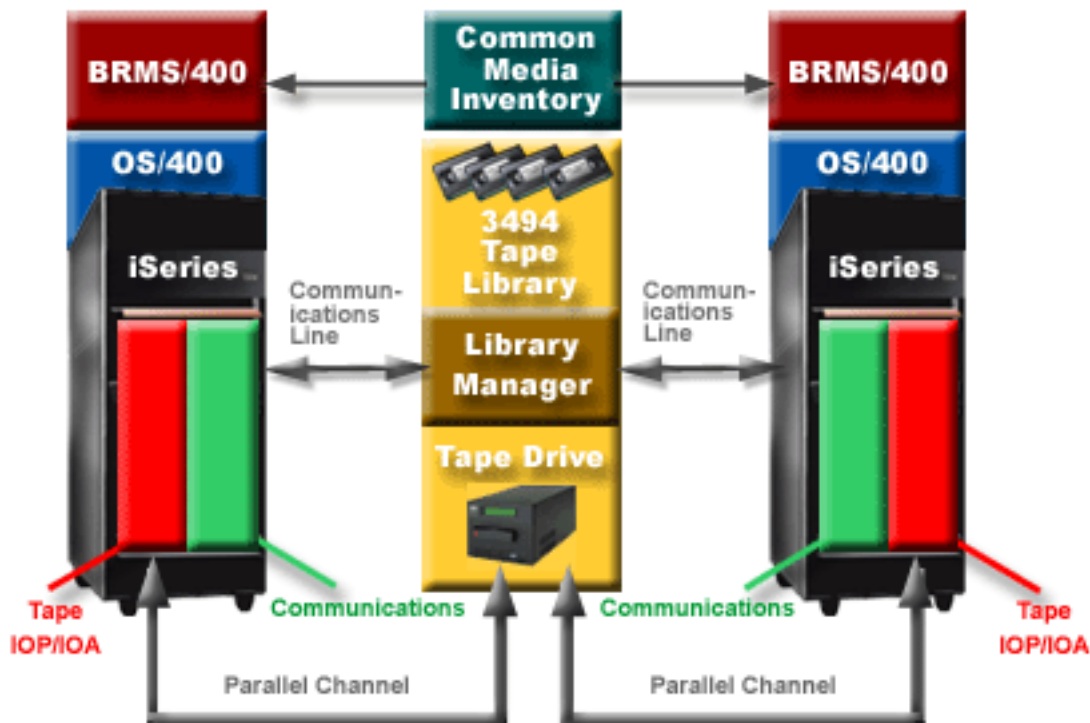 BRMS/400
Common
Media
Inventory
BRMS/400
OS/400
OS/400
3494
Tape
Library
iSeries
iSeries
Commun-
ications
Line
Commun-
ications
Line
Library
Manager
Tape Drive
Tape
IOP/IOA
Communications
Communications
Tape
IOP/IOA
Parallel Channel
Parallel Channel